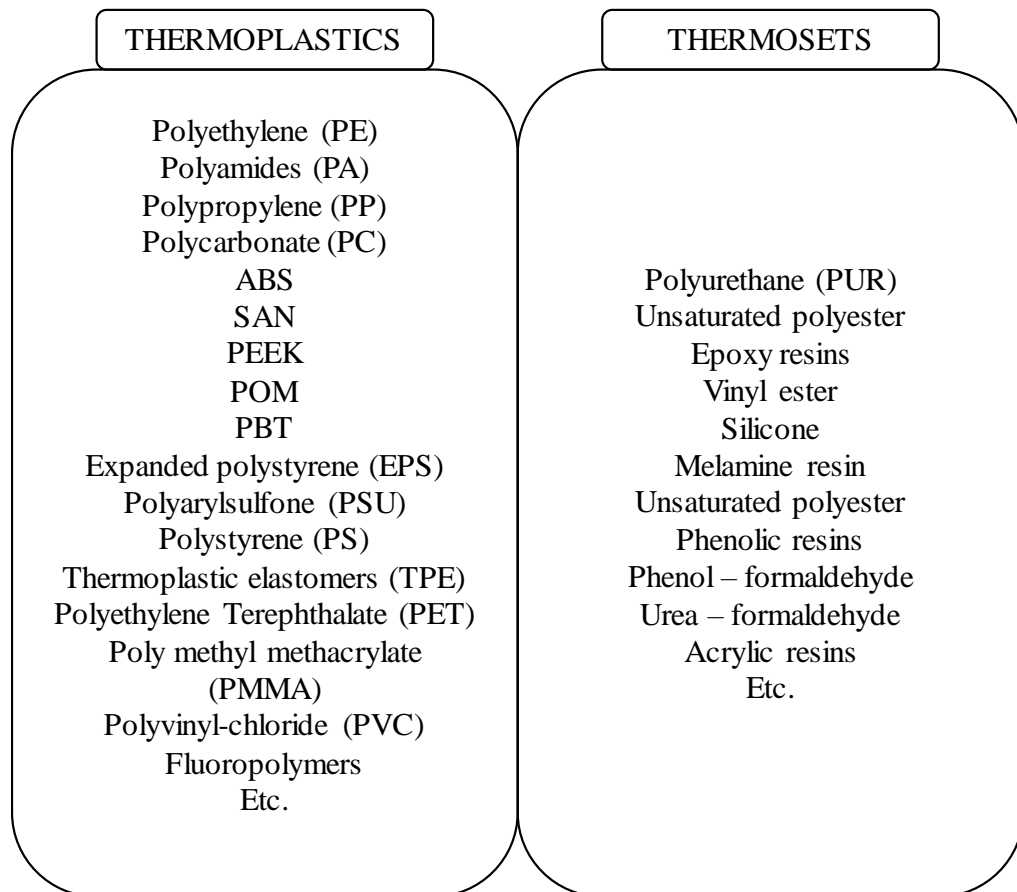 THERMOPLASTICS
Polyethylene (PE)
Polyamides (PA)
Polypropylene (PP)
Polycarbonate (PC)
ABS
SAN
PEEK
POM
PBT
Expanded polystyrene (EPS)
Polyarylsulfone (PSU)
Polystyrene (PS)
Thermoplastic elastomers (TPE)
Polyethylene Terephthalate (PET)
Poly methyl methacrylate
(PMMA)
Polyvinyl-chloride (PVC)
Fluoropolymers
Etc.
THERMOSETS
Polyurethane (PUR)
Unsaturated polyester
Epoxy resins
Vinyl ester
Silicone
Melamine resin
Unsaturated polyester
Phenolic resins
Phenol – formaldehyde
Urea – formaldehyde
Acrylic resins
Etc.